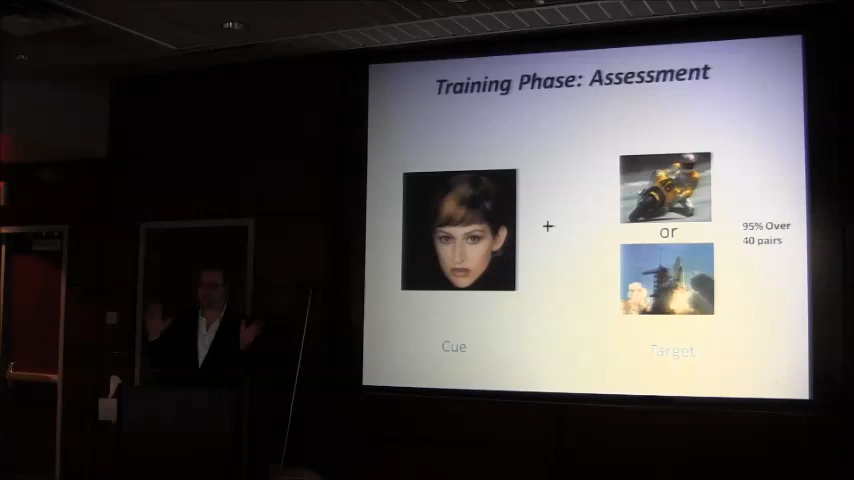 Training Phase: Assessment
+
or
95% Over
40 pairs
Cue
Target